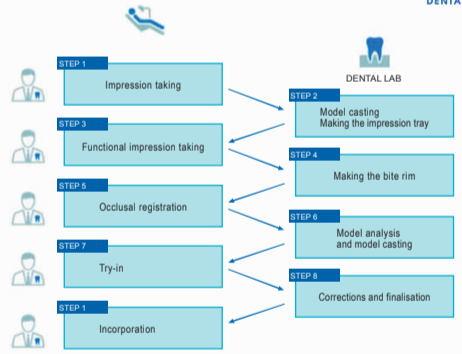 DENTA
DENTAL LAB
STEP 1
Impression taking
STEP 2
Model casting
Making the impression tray
STEP 3
Functional impression taking
STEP 4
Making the bite rim
STEP 5
Occlusal registration
STEP 6
Model analysis
and model casting
STEP 7
Try-in
STEP 8
Corrections and finalisation
STEP 1
Incorporation